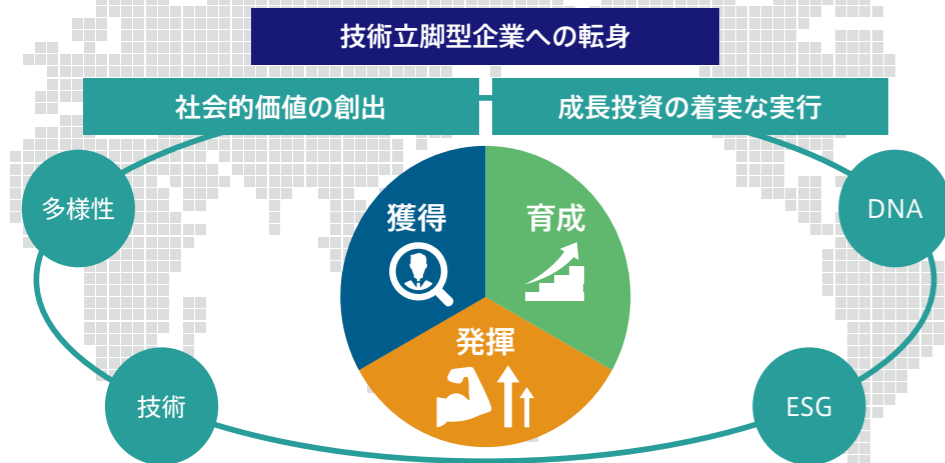 技術立脚型企業への転身
社会的価値の創出
成長投資の着実な実行
多様性
獲得
育成
DNA
発揮
技術
ESG